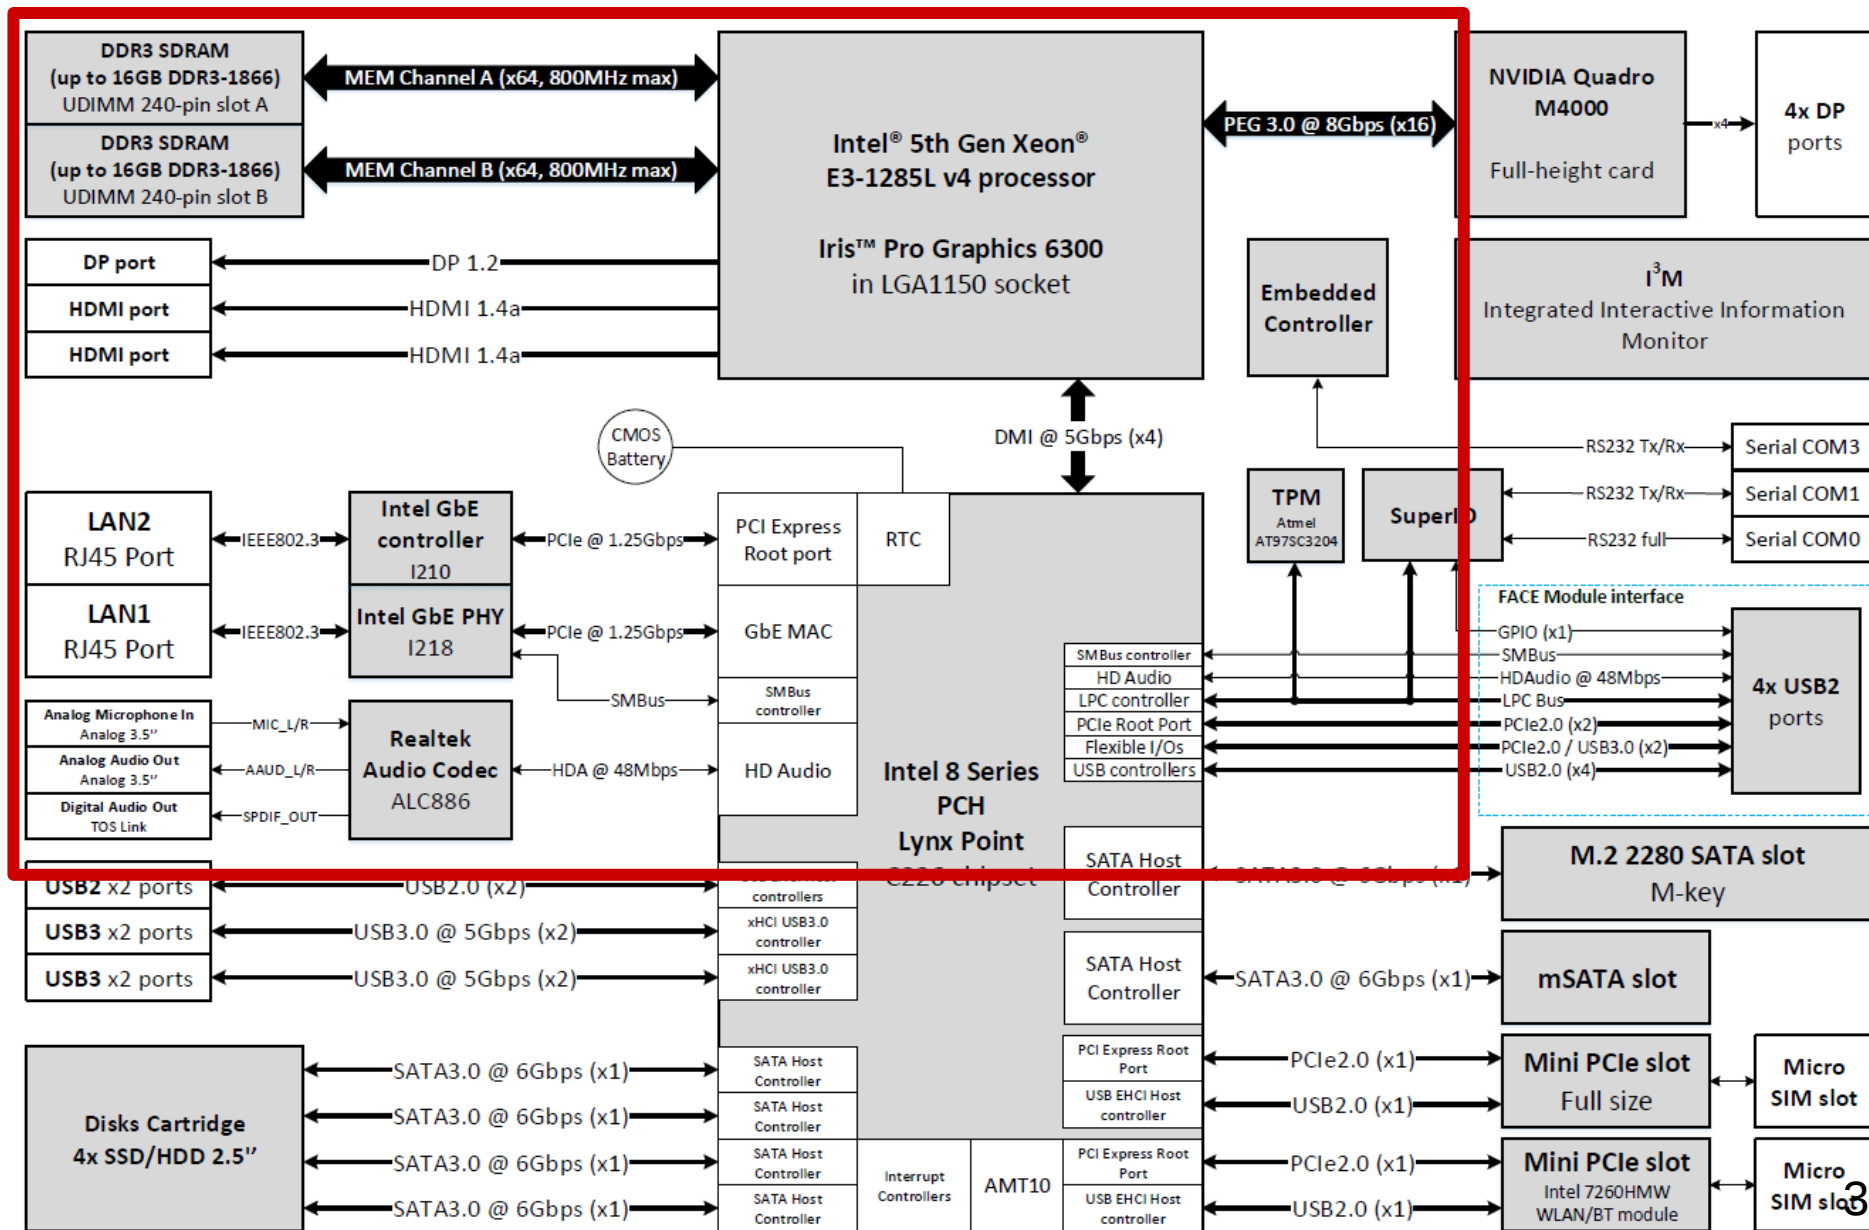 DDR3 SDRAM
(up to 16GB DDR3-1866)
UDIMM 240-pin slot A
DDR3 SDRAM
(up to 16GB DDR3-1866)
UDIMM 240-pin slot B
MEM Channel A (x64, 800MHz max)
MEM Channel B (x64, 800MHz max)
Intel® 5th Gen Xeon®
E3-1285L v4 processor
Iris™ Pro Graphics 6300
in LGA1150 socket
PEG 3.0 @ 8Gbps (x16)
NVIDIA Quadro
M4000
Full-height card
x4
4x DP
ports
DP port
HDMI port
HDMI port
DP 1.2
HDMI 1.4a
HDMI 1.4a
Embedded
Controller
I³M
Integrated Interactive Information
Monitor
CMOS
Battery
DMI @ 5Gbps (x4)
RS232 Tx/Rx
Serial COM3
RS232 Tx/Rx
Serial COM1
RS232 full
Serial COM0
TPM
Atmel
AT97SC3204
SuperIO
LAN2
RJ45 Port
IEEE802.3
Intel GbE
controller
I210
PCIe @ 1.25Gbps
PCI Express
Root port
RTC
LAN1
RJ45 Port
IEEE802.3
Intel GbE PHY
I218
PCIe @ 1.25Gbps
GbE MAC
SMBus
SMBus
controller
Analog Microphone In
Analog 3.5''
Analog Audio Out
Analog 3.5''
Digital Audio Out
TOS Link
MIC_L/R
AAUD_L/R
SPDIF_OUT
Realtek
Audio Codec
ALC886
HDA @ 48Mbps
HD Audio
Intel 8 Series
PCH
Lynx Point
C226 chipset
SMBus controller
HD Audio
LPC controller
PCIe Root Port
Flexible I/Os
USB controllers
FACE Module interface
GPIO (x1)
SMBus
HDAudio @ 48Mbps
LPC Bus
PCIe2.0 (x2)
PCIe2.0 / USB3.0 (x2)
USB2.0 (x4)
4x USB2
ports
SATA Host
Controller
SATA3.0 @ 6Gbps (x1)
M.2 2280 SATA slot
M-key
USB2 x2 ports
USB2.0 (x2)
controllers
USB3 x2 ports
USB3.0 @ 5Gbps (x2)
xHCI USB3.0
controller
USB3 x2 ports
USB3.0 @ 5Gbps (x2)
xHCI USB3.0
controller
SATA Host
Controller
SATA3.0 @ 6Gbps (x1)
mSATA slot
Disks Cartridge
4x SSD/HDD 2.5''
SATA3.0 @ 6Gbps (x1)
SATA3.0 @ 6Gbps (x1)
SATA3.0 @ 6Gbps (x1)
SATA3.0 @ 6Gbps (x1)
SATA Host
Controller
SATA Host
Controller
SATA Host
Controller
SATA Host
Controller
Interrupt
Controllers
AMT10
PCI Express Root
Port
USB EHCI Host
controller
PCI Express Root
Port
USB EHCI Host
controller
PCIe2.0 (x1)
USB2.0 (x1)
PCIe2.0 (x1)
USB2.0 (x1)
Mini PCIe slot
Full size
Micro
SIM slot
Mini PCIe slot
Intel 7260HMW
WLAN/BT module
Micro
SIM slot
3